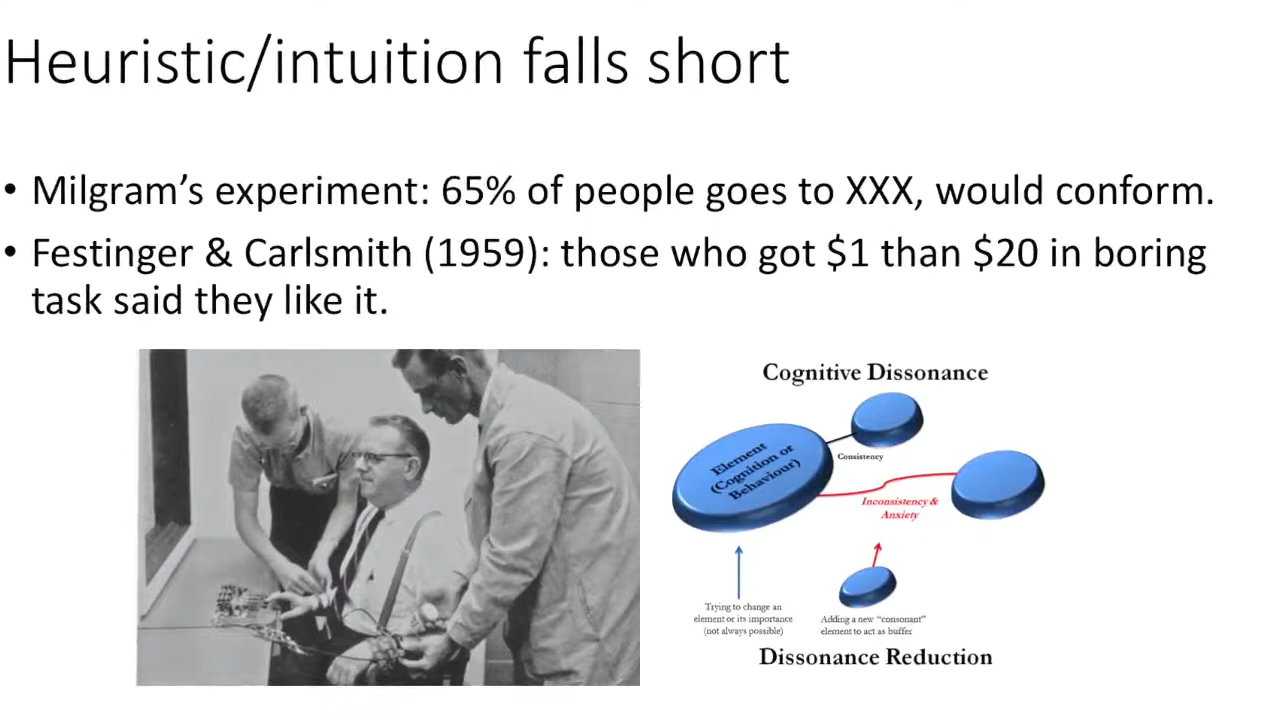 Heuristic/intuition falls short
• Milgram’s experiment: 65% of people goes to XXX, would conform.
• Festinger & Carlsmith (1959): those who got $1 than $20 in boring
task said they like it.
Cognitive Dissonance
Element
(Cognition or
Behaviour)
Consistency
Inconsistency &
Anxiety
Trying to change an
element or its importance
(not always possible)
Adding a new “consonant”
element to act as buffer
Dissonance Reduction